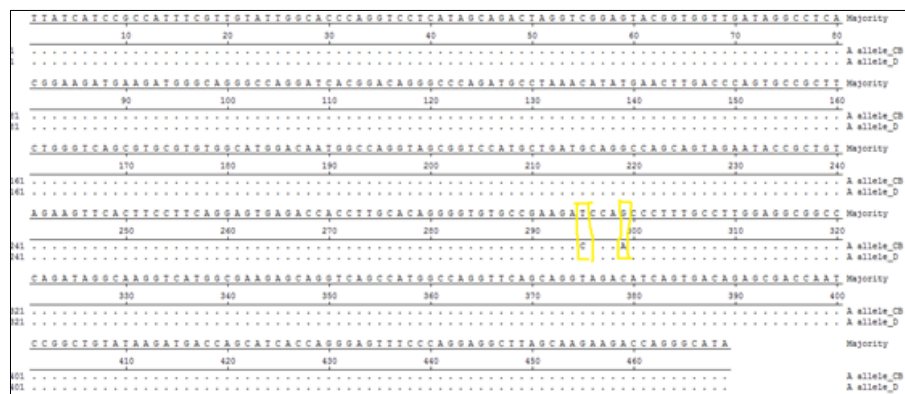 TTATCATCCGCCATTTCGTTGTATTGGCACCCAGGTCCTCATAGCAGACTAGGTCGGAGTACGGTGGTTGATAGGCCTCA Majority
10 20 30 40 50 60 70 80
1 A allele_CB
1 A allele_D
CGGAAGATGAAGATGGGCAGGGCCAGGATCACGGACAGGGCCCAGATGCCTAAACATATGAACTTGACCCAGTGCCGCTT Majority
90 100 110 120 130 140 150 160
81 A allele_CB
81 A allele_D
CTGGGTCAGCGTGCGTGTGGCATGGACAATGGCCAGGTAGCGGTCCATGCTGATGCAGGCCAGCAGTAGAATACCGCTGT Majority
170 180 190 200 210 220 230 240
161 A allele_CB
161 A allele_D
AGAAGTTCACTTCCTTCAGGAGTGAGACCACCTTGCACAGGGGTGTGCCGAAGATCCAGCCCTTTGCCTTGGAGGCGGCC Majority
250 260 270 280 290 300 310 320
241 C A A allele_CB
241 A allele_D
CAGATAGGCAAGGTCATGGCGAAGAGCAGGTCAGCCATGGCCAGGTTCAGCAGGTAGACATCAGTGACAGAGCGACCAAT Majority
330 340 350 360 370 380 390 400
321 A allele_CB
321 A allele_D
CCGGCTGTATAAGATGACCAGCATCACCAGGGAGTTTCCCAGGAGGCTTAGCAAGAAGACCAGGGCATA Majority
410 420 430 440 450 460
401 A allele_CB
401 A allele_D